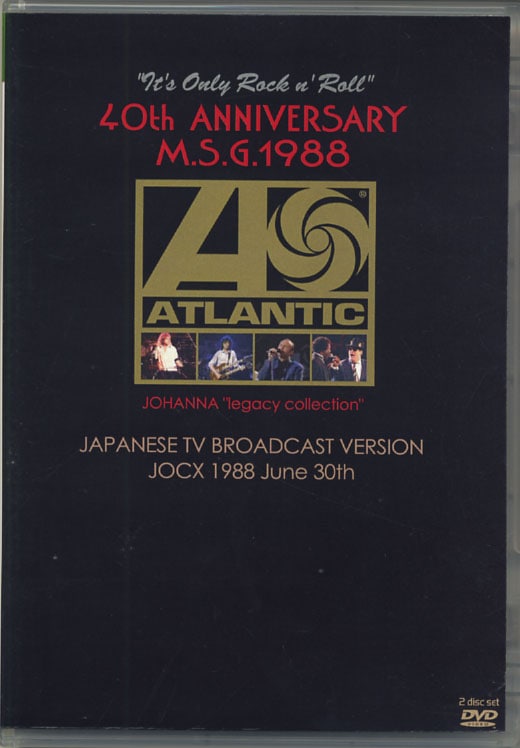 "It's Only Rock n' Roll"
40th ANNIVERSARY
M.S.G.1988
A
®
ATLANTIC
JOHANNA "legacy collection"
JAPANESE TV BROADCAST VERSION
JOCX 1988 June 30th
2 disc set
DVD
VIDEO